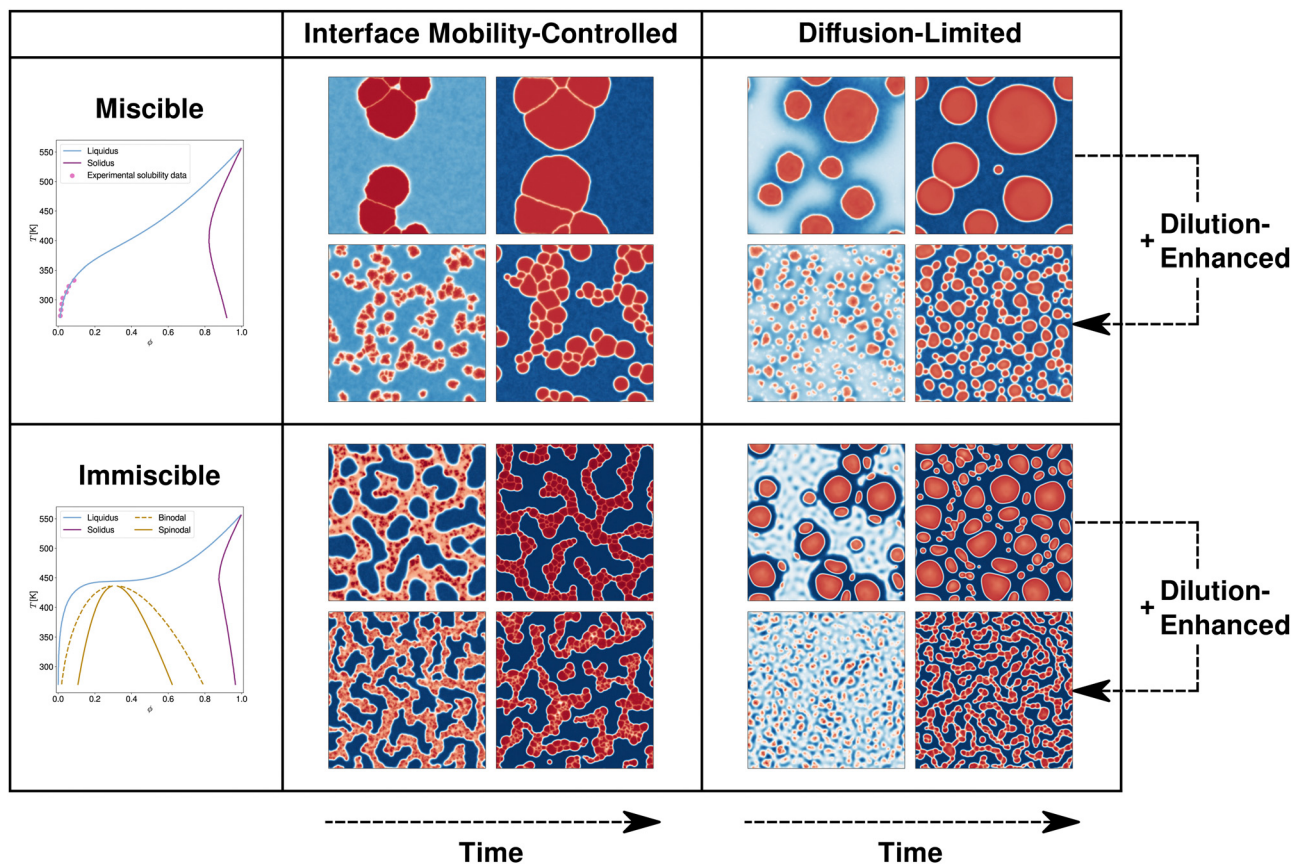 Interface Mobility-Controlled
Diffusion-Limited
Miscible
Liquidus
Solidus
Experimental solubility data
550
500
450
400
350
300
T[K]
0.0 0.2 0.4 0.6 0.8 1.0
ϕ
+ Dilution-
Enhanced
Immiscible
Liquidus
Solidus
Binodal
Spinodal
550
500
450
400
350
300
T[K]
0.0 0.2 0.4 0.6 0.8 1.0
ϕ
+ Dilution-
Enhanced
Time
Time